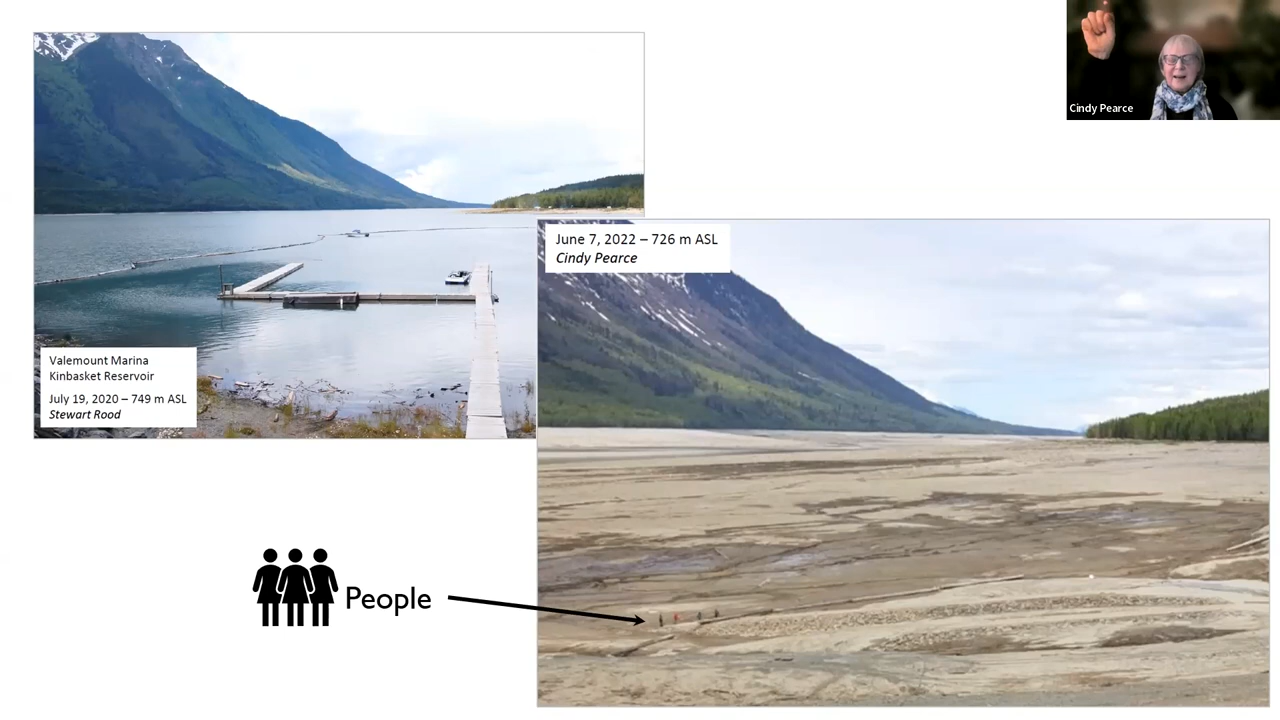 Cindy Pearce
June 7, 2022 – 726 m ASL
Cindy Pearce
Valemount Marina
Kinbasket Reservoir
July 19, 2020 – 749 m ASL
Stewart Rood
People